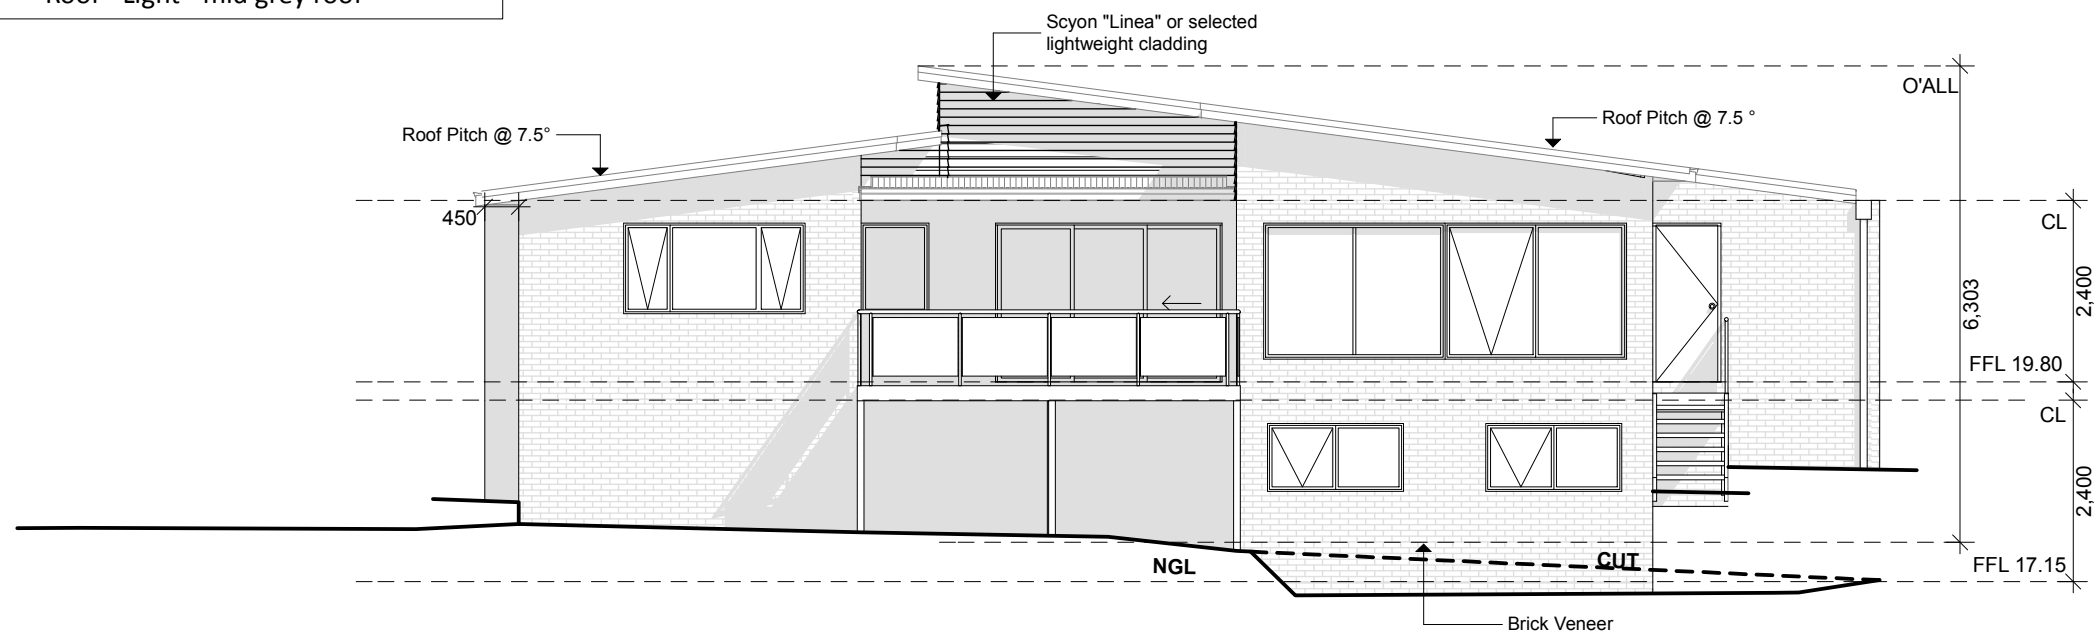 Roof - Light - mid grey roof
Scyon "Linea" or selected
lightweight cladding
O'ALL
Roof Pitch @ 7.5°
Roof Pitch @ 7.5 °
450
CL
2,400
6,303
FFL 19.80
CL
2,400
NGL
CUT
FFL 17.15
Brick Veneer